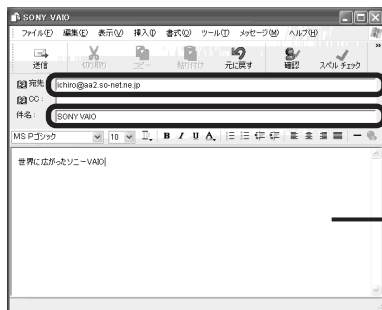 SONY VAIO
ファイル(F) 編集(E) 表示(V) 挿入(I) 書式(O) ツール(T) メッセージ(M) ヘルプ(H)
送信 切り取り コピー 貼り付け 元に戻す 確認 スペル チェック
宛先: ichiro@aa2.so-net.ne.jp
CC:
件名: SONY VAIO
MS Pゴシック 10 B I U A
世界に広がったソニーVAIO